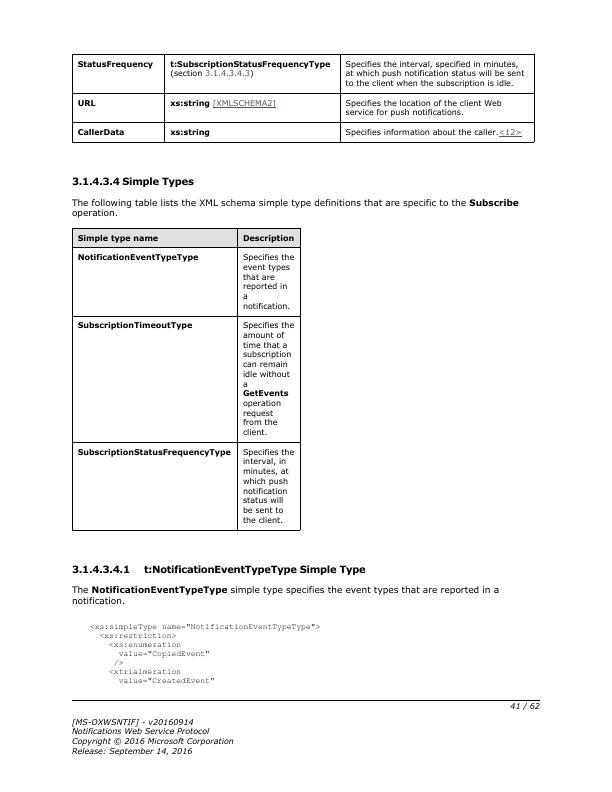 StatusFrequency
t:SubscriptionStatusFrequencyType
(section 3.1.4.3.4.3)
Specifies the interval, specified in minutes,
at which push notification status will be sent
to the client when the subscription is idle.
URL
xs:string [XMLSCHEMA2]
Specifies the location of the client Web
service for push notifications.
CallerData
xs:string
Specifies information about the caller.<12>
3.1.4.3.4 Simple Types
The following table lists the XML schema simple type definitions that are specific to the Subscribe
operation.
Simple type name
Description
NotificationEventTypeType
Specifies the
event types
that are
reported in
a
notification.
SubscriptionTimeoutType
Specifies the
amount of
time that a
subscription
can remain
idle without
a
GetEvents
operation
request
from the
client.
SubscriptionStatusFrequencyType
Specifies the
interval, in
minutes, at
which push
notification
status will
be sent to
the client.
3.1.4.3.4.1 t:NotificationEventTypeType Simple Type
The NotificationEventTypeType simple type specifies the event types that are reported in a
notification.
<xs:simpleType name="NotificationEventTypeType">
<xs:restriction>
<xs:enumeration
value="CopiedEvent"
/>
<xtrialmeration
value="CreatedEvent"
41 / 62
[MS-OXWSNTIF] - v20160914
Notifications Web Service Protocol
Copyright © 2016 Microsoft Corporation
Release: September 14, 2016